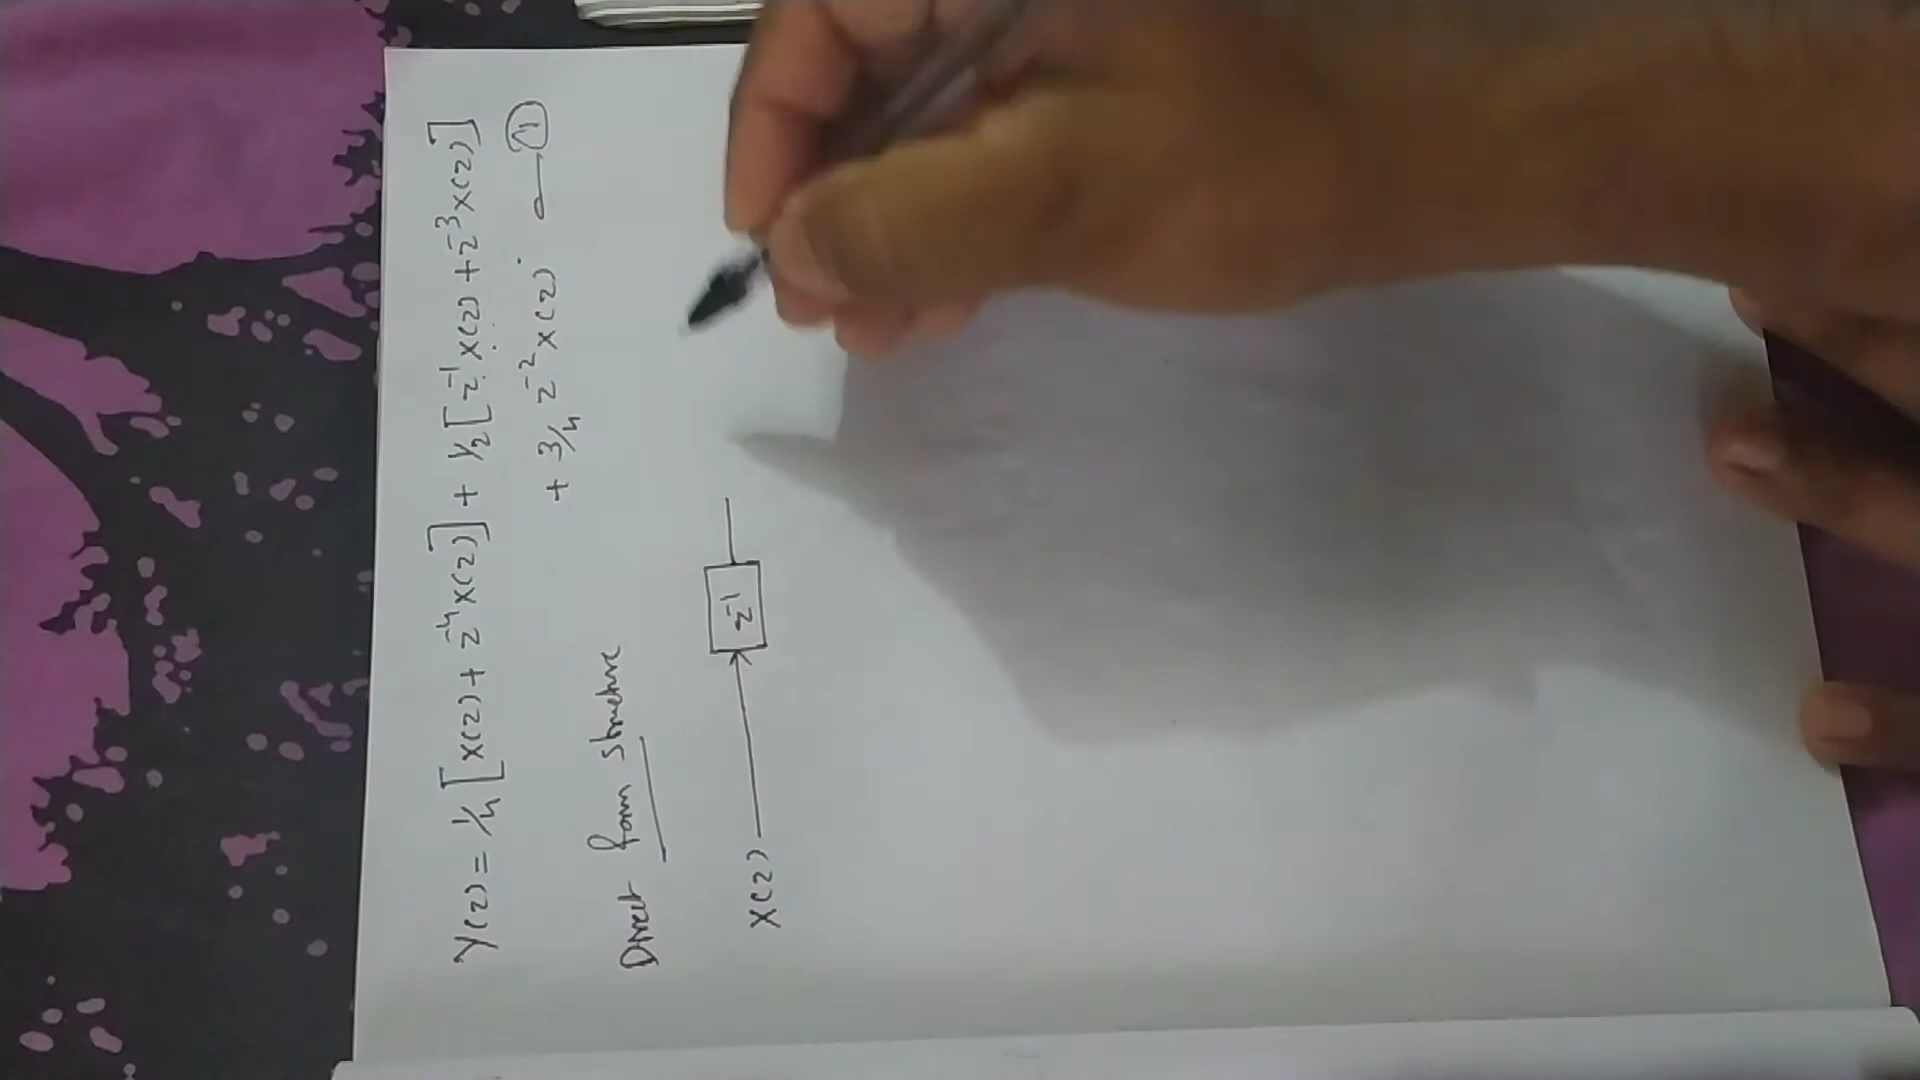 Y(z) = 1/4 [X(z) + z⁻⁴ X(z)] + 1/2 [z⁻¹ X(z) + z⁻³ X(z)]
+ 3/4 z⁻² X(z) — 1
Direct form structure
X(z) z⁻¹